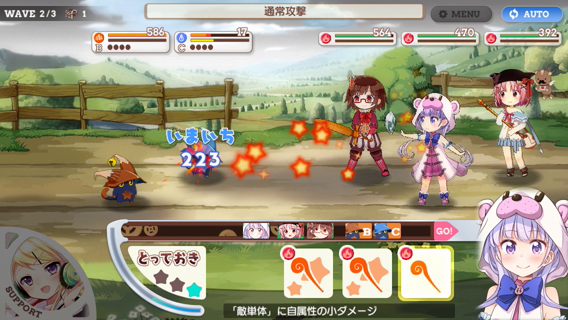 WAVE 2/3 1
通常攻撃
MENU
AUTO
586
B
17
C
564
470
392
いまいち
223
B
C
GO!
とっておき
SUPPORT
「敵単体」に自属性の小ダメージ